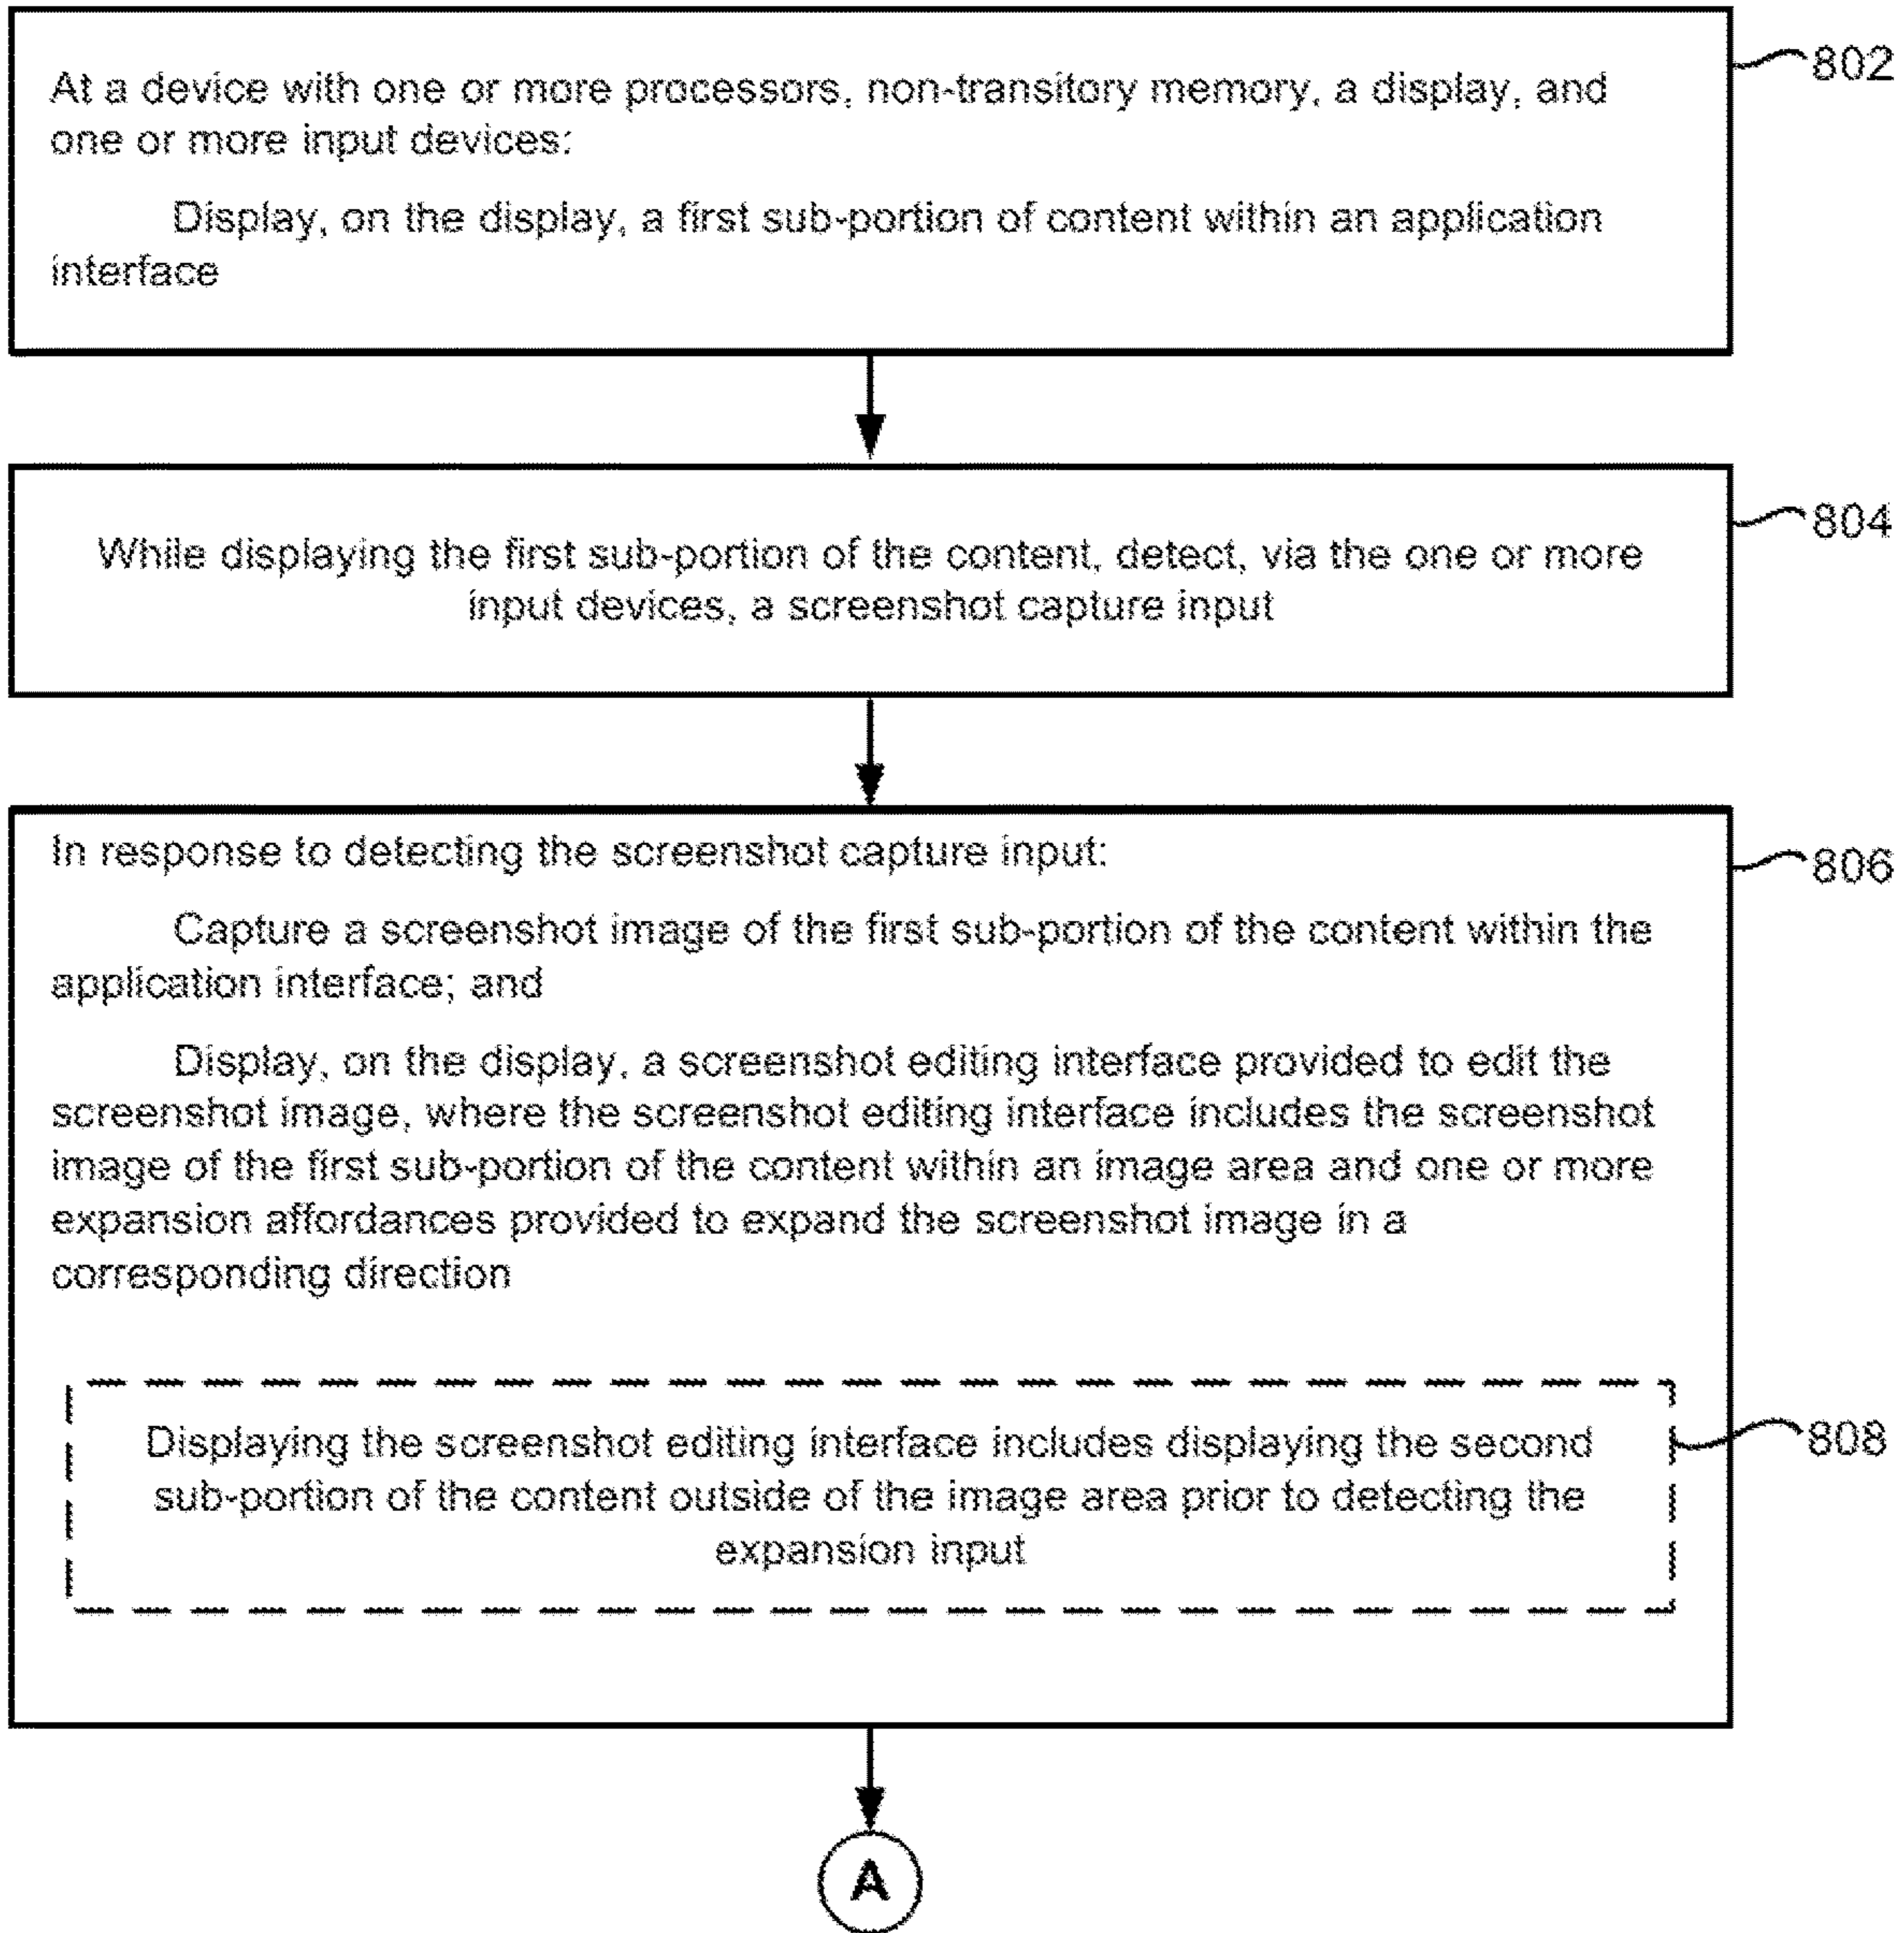 At a device with one or more processors, non-transitory memory, a display, and
one or more input devices:
Display, on the display, a first sub-portion of content within an application
interface
802
While displaying the first sub-portion of the content, detect, via the one or more
input devices, a screenshot capture input
804
In response to detecting the screenshot capture input:
Capture a screenshot image of the first sub-portion of the content within the
application interface; and
Display, on the display, a screenshot editing interface provided to edit the
screenshot image, where the screenshot editing interface includes the screenshot
image of the first sub-portion of the content within an image area and one or more
expansion affordances provided to expand the screenshot image in a
corresponding direction
806
Displaying the screenshot editing interface includes displaying the second
sub-portion of the content outside of the image area prior to detecting the
expansion input
808
A